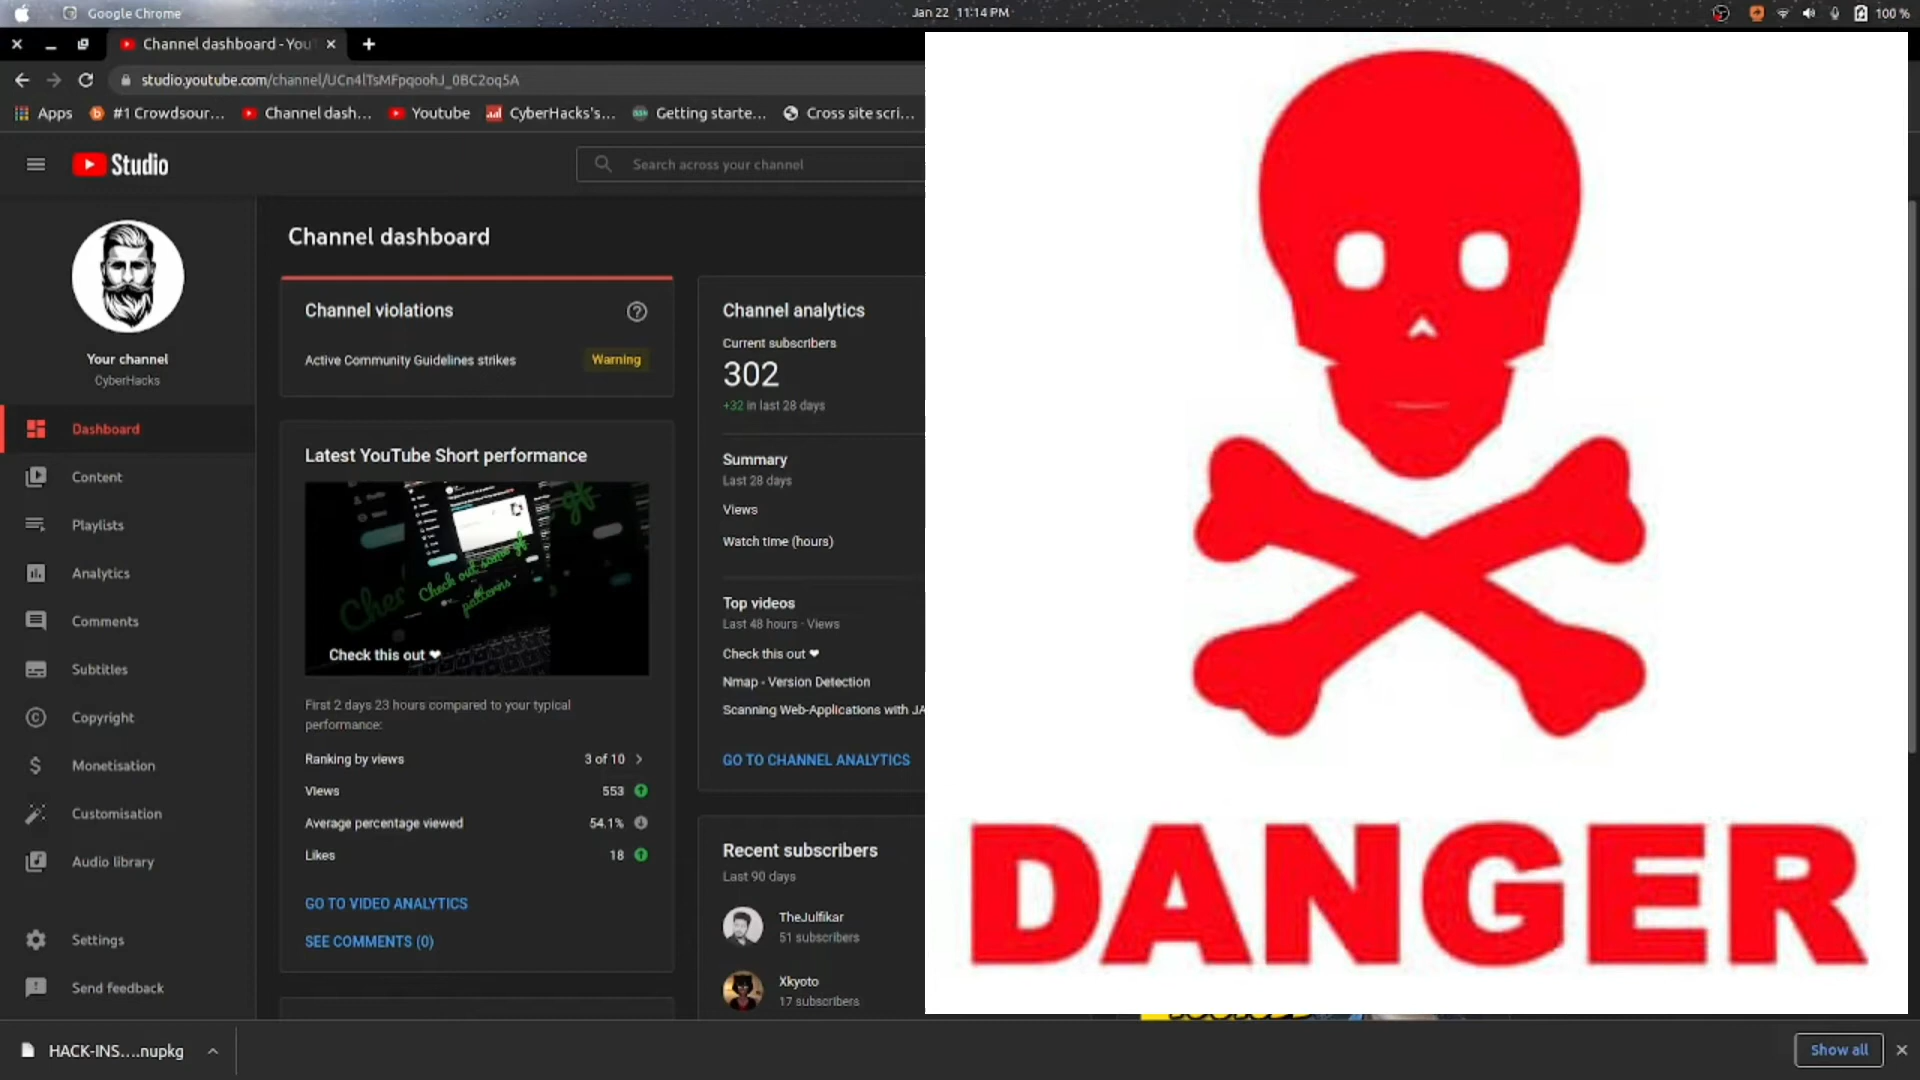 Google Chrome
Jan 22 11:14 PM
100 %
Channel dashboard - You
studio.youtube.com/channel/UCn4lTsMFpqoohJ_0BC2oq5A
Apps
#1 Crowdsour...
Channel dash...
Youtube
CyberHacks's...
Getting starte...
Cross site scri...
Studio
Search across your channel
Your channel
CyberHacks
Dashboard
Content
Playlists
Analytics
Comments
Subtitles
Copyright
Monetisation
Customisation
Audio library
Settings
Send feedback
Channel dashboard
Channel violations
Active Community Guidelines strikes
Warning
Latest YouTube Short performance
Check out some gf
patterns
Check this out ❤
First 2 days 23 hours compared to your typical
performance:
Ranking by views
3 of 10
Views
553
Average percentage viewed
54.1%
Likes
18
GO TO VIDEO ANALYTICS
SEE COMMENTS (0)
Channel analytics
Current subscribers
302
+32 in last 28 days
Summary
Last 28 days
Views
Watch time (hours)
Top videos
Last 48 hours · Views
Check this out ❤
Nmap - Version Detection
Scanning Web-Applications with JA
GO TO CHANNEL ANALYTICS
Recent subscribers
Last 90 days
TheJulfikar
51 subscribers
Xkyoto
17 subscribers
DANGER
HACK-INS....nupkg
Show all